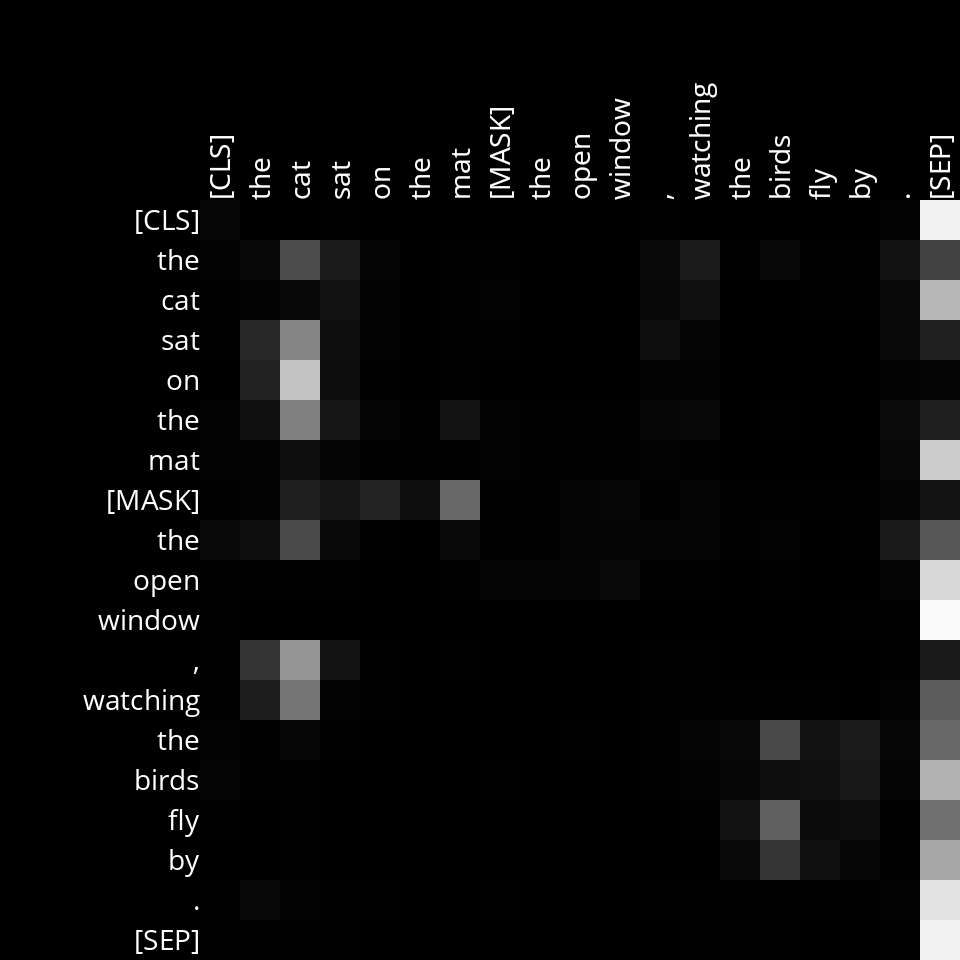 [CLS] the cat sat on the mat [MASK] the open window , watching the birds fly by . [SEP]
[CLS]
the
cat
sat
on
the
mat
[MASK]
the
open
window
,
watching
the
birds
fly
by
.
[SEP]